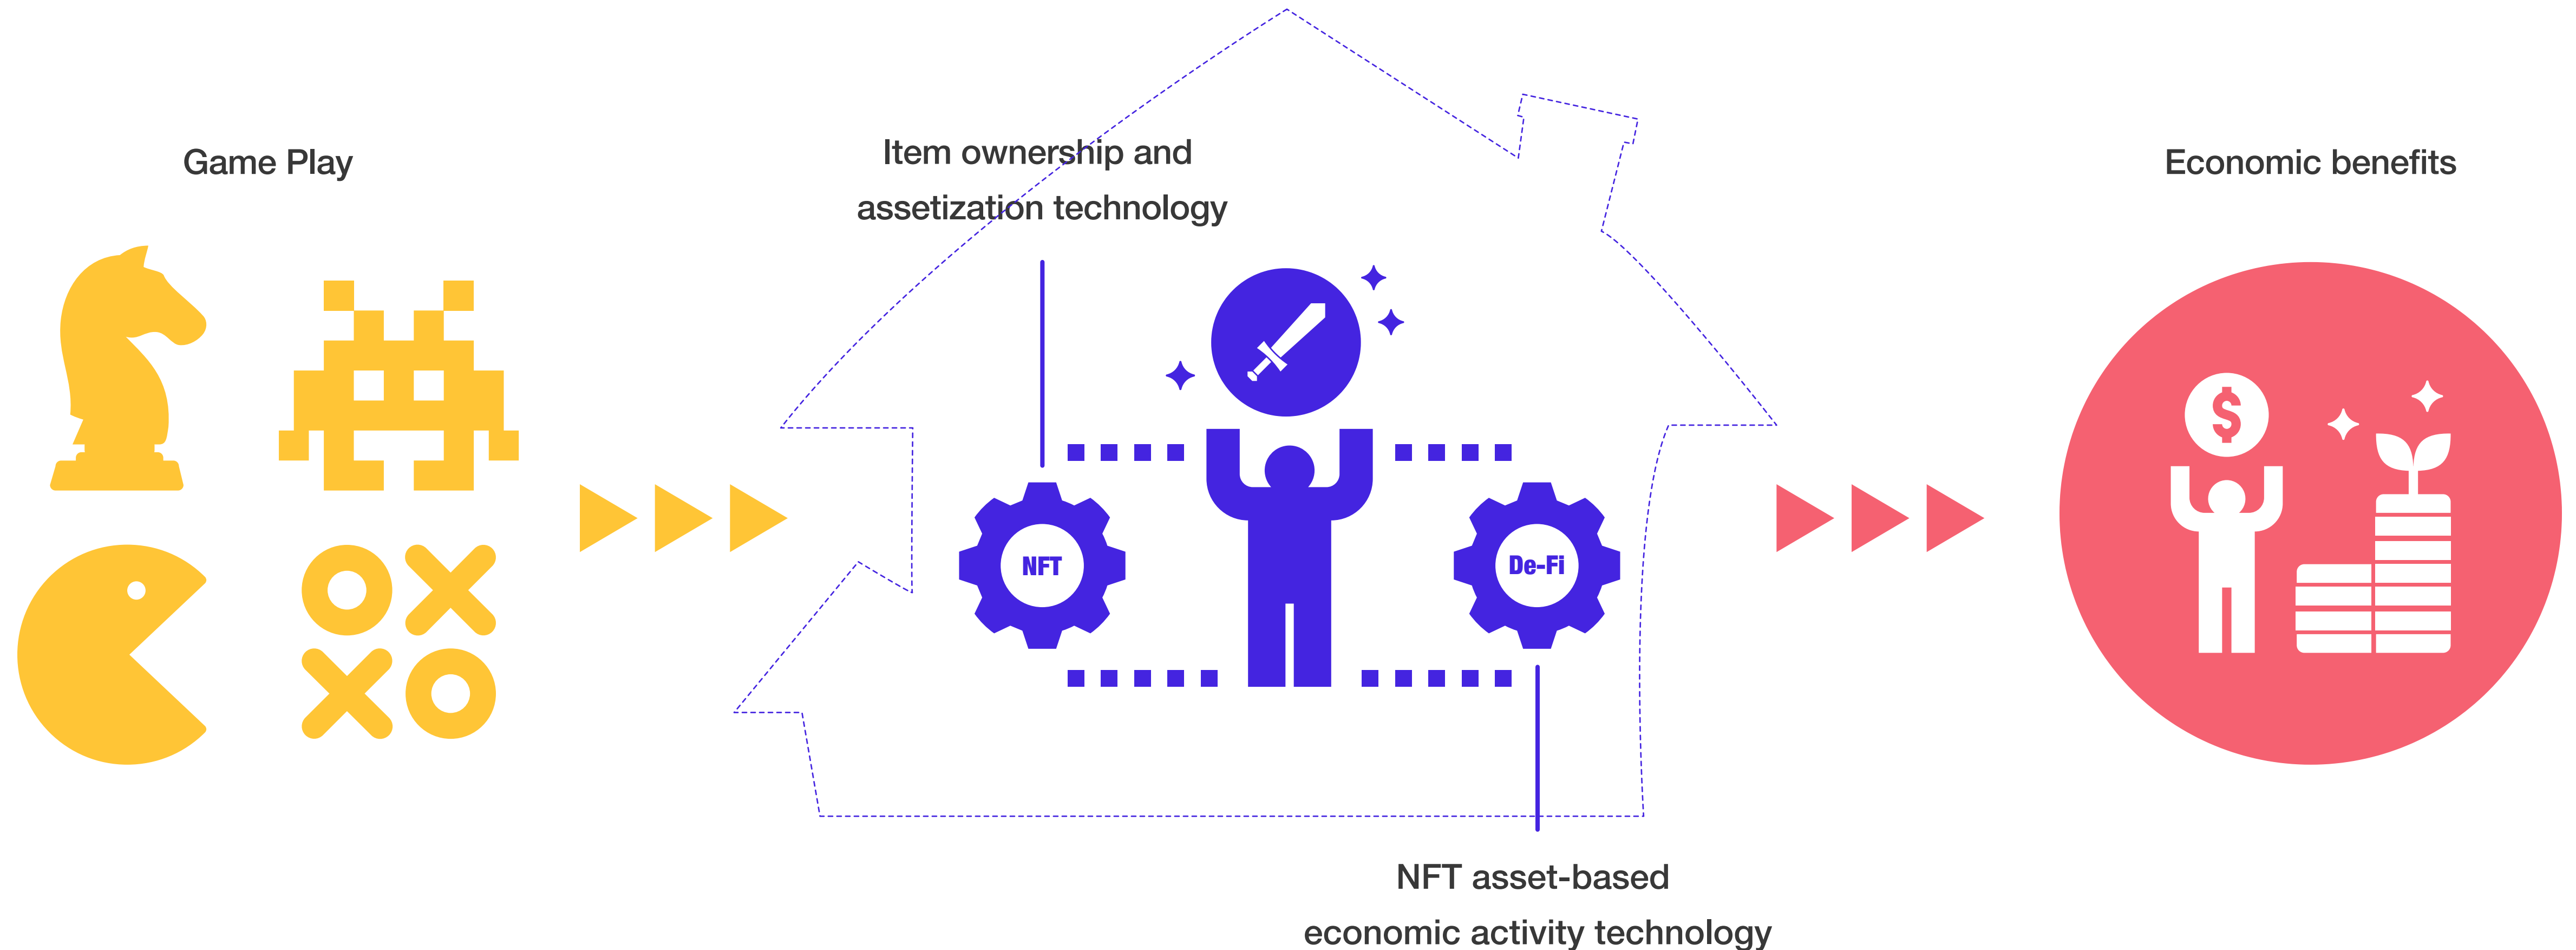 Game Play
Item ownership and
assetization technology
Economic benefits
$
NFT
De-Fi
NFT asset-based
economic activity technology